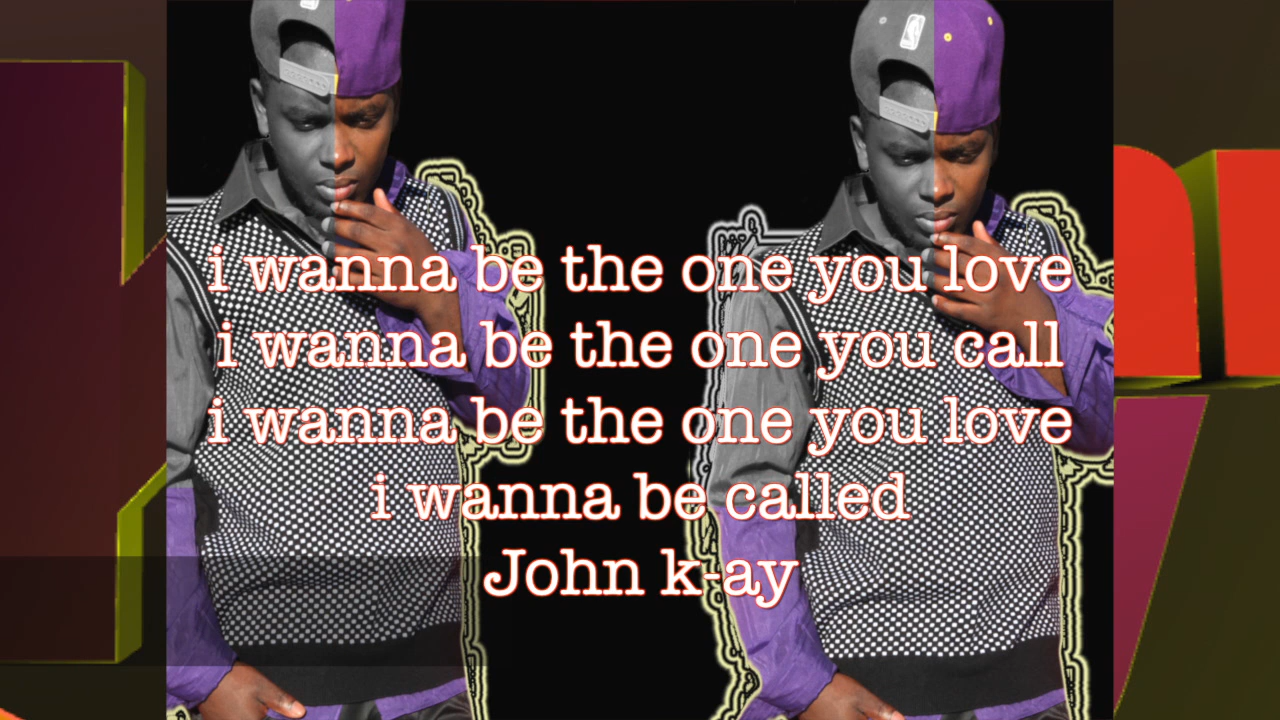 i wanna be the one you love
i wanna be the one you call
i wanna be the one you love
i wanna be called
John k-ay